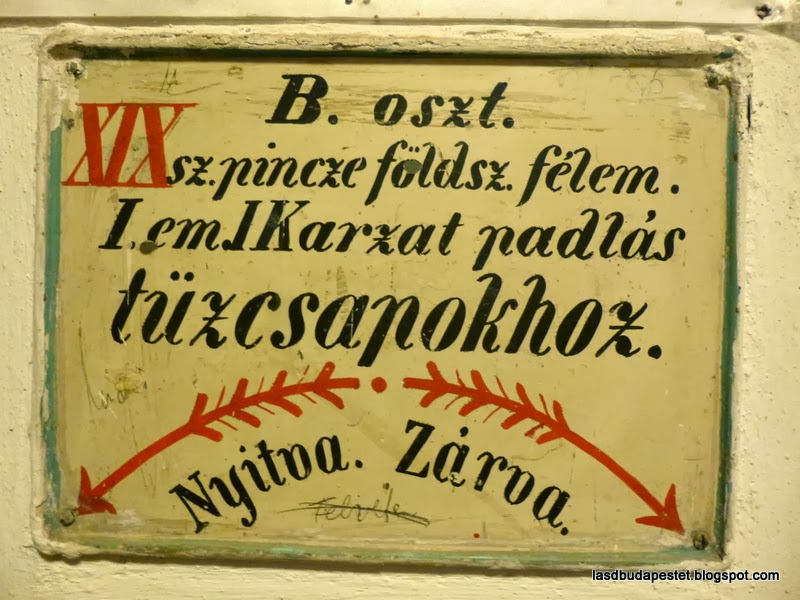 B. oszt.
XIX sz. pincze földsz. félem.
I. em. I Karzat padlás
tüzcsapokhoz.
Nyitva. Zárva.
lasdbudapestet.blogspot.com